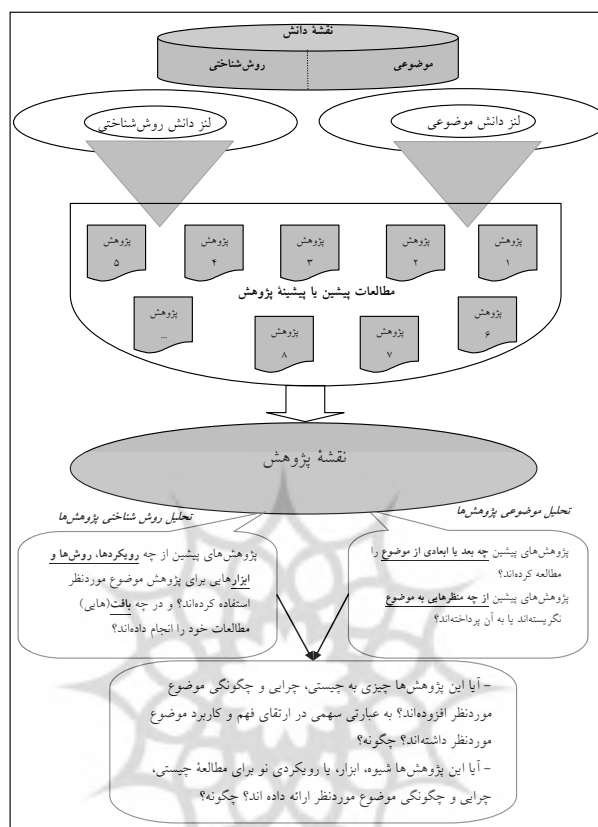 نقشهٔ دانش
موضوعی
روش‌شناختی
لنز دانش موضوعی
لنز دانش روش‌شناختی
پژوهش
۱
پژوهش
۲
پژوهش
۳
پژوهش
۴
پژوهش
۵
مطالعات پیشین یا پیشینهٔ پژوهش
پژوهش
۶
پژوهش
۷
پژوهش
۸
پژوهش
...
نقشهٔ پژوهش
تحلیل موضوعی پژوهش‌ها
پژوهش‌های پیشین چه بعد یا ابعادی از موضوع را
مطالعه کرده‌اند؟
پژوهش‌های پیشین از چه منظرهایی به موضوع
نگریسته‌اند یا به آن پرداخته‌اند؟
تحلیل روش شناختی پژوهش‌ها
پژوهش‌های پیشین از چه رویکردها، روش‌ها و
ابزارهایی برای پژوهش موضوع موردنظر
استفاده کرده‌اند؟ و در چه بافت(هایی)
مطالعات خود را انجام داده‌اند؟
– آیا این پژوهش‌ها چیزی به چیستی، چرایی و چگونگی موضوع
موردنظر افزوده‌اند؟ به عبارتی سهمی در ارتقای فهم و کاربرد موضوع
موردنظر داشته‌اند؟ چگونه؟
– آیا این پژوهش‌ها شیوه، ابزار، یا رویکردی نو برای مطالعهٔ چیستی،
چرایی و چگونگی موضوع موردنظر ارائه داده اند؟ چگونه؟